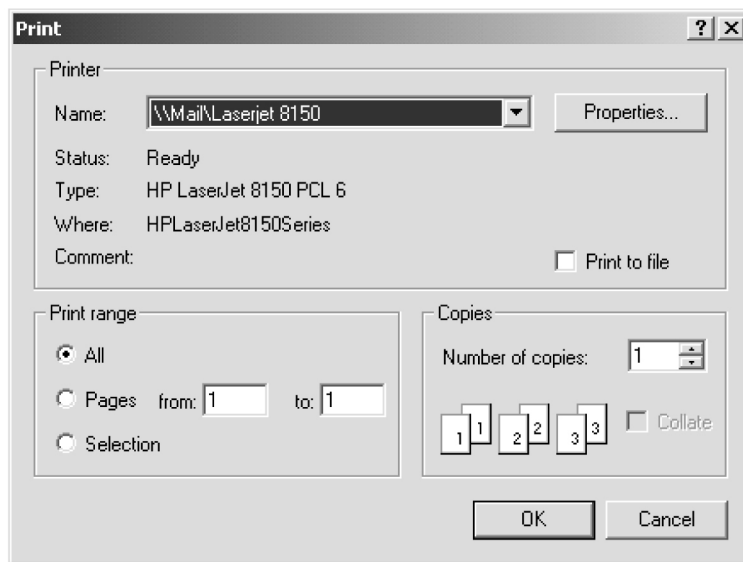 Print
Printer
Name: \\Mail\Laserjet 8150 Properties...
Status: Ready
Type: HP LaserJet 8150 PCL 6
Where: HPLaserJet8150Series
Comment: Print to file
Print range
All
Pages from: 1 to: 1
Selection
Copies
Number of copies: 1
1 1 2 2 3 3 Collate
OK Cancel